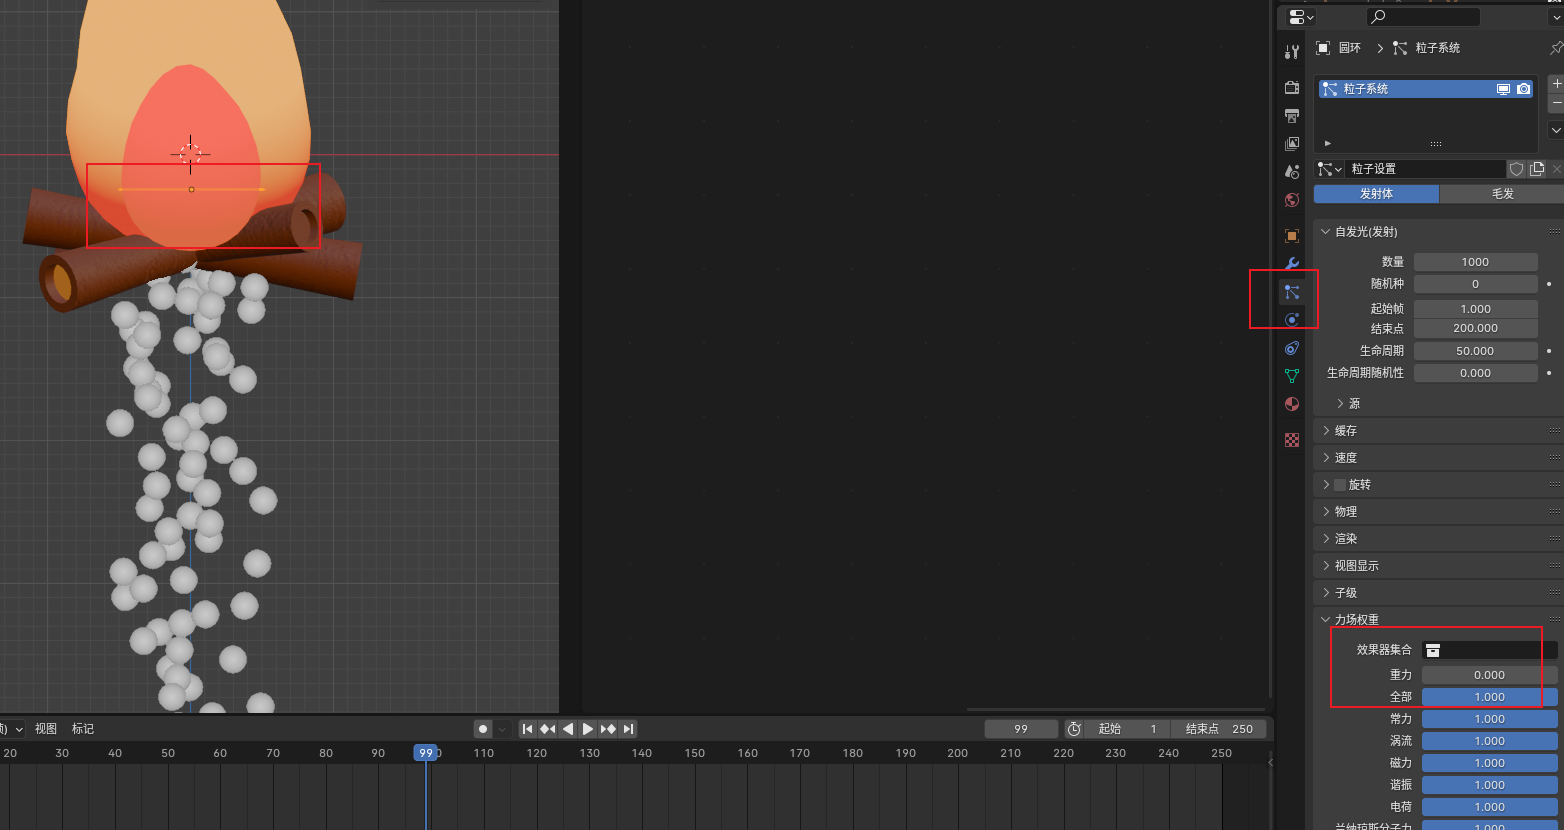 圆环 > 粒子系统
粒子系统
粒子设置
发射体 毛发
自发光(发射)
数量 1000
随机种 0
起始帧 1.000
结束点 200.000
生命周期 50.000
生命周期随机性 0.000
源
缓存
速度
旋转
物理
渲染
视图显示
子级
力场权重
效果器集合
重力 0.000
全部 1.000
常力 1.000
涡流 1.000
磁力 1.000
谐振 1.000
电荷 1.000
兰纳琼斯分子力 1.000
视图 标记
99 起始 1 结束点 250
20 30 40 50 60 70 80 90 99 110 120 130 140 150 160 170 180 190 200 210 220 230 240 250